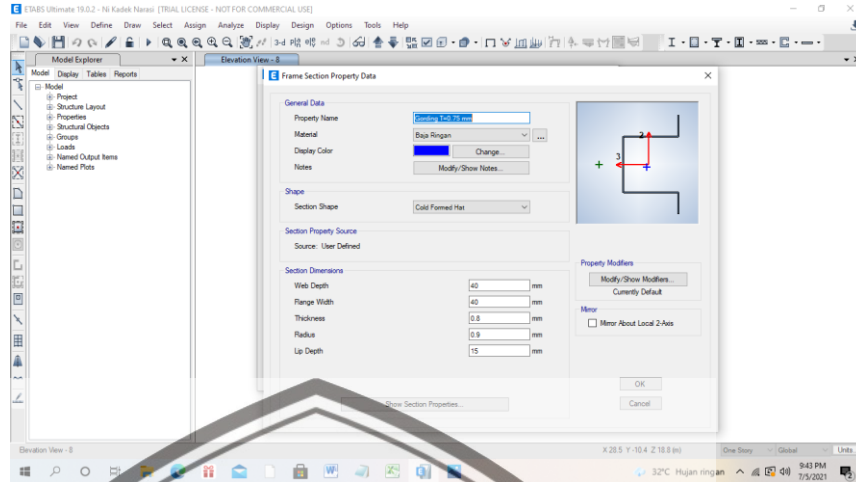 ETABS Ultimate 19.0.2 - Ni Kadek Narasi [TRIAL LICENSE - NOT FOR COMMERCIAL USE]
File Edit View Define Draw Select Assign Analyze Display Design Options Tools Help
Model Explorer
Elevation View - 8
Model Display Tables Reports
Model
Project
Structure Layout
Properties
Structural Objects
Groups
Loads
Named Output Items
Named Plots
Frame Section Property Data
General Data
Property Name Gording T=0.75 mm
Material Baja Ringan ...
Display Color Change...
Notes Modify/Show Notes...
Shape
Section Shape Cold Formed Hat
Section Property Source
Source: User Defined
Section Dimensions
Web Depth 40 mm
Flange Width 40 mm
Thickness 0.8 mm
Radius 0.9 mm
Lip Depth 15 mm
Show Section Properties...
2
3
Property Modifiers
Modify/Show Modifiers...
Currently Default
Mirror
Mirror About Local 2-Axis
OK
Cancel
Elevation View - 8
X 28.5 Y -10.4 Z 18.8 (m)
One Story
Global
Units
32°C Hujan ringan
9:43 PM
7/5/2021